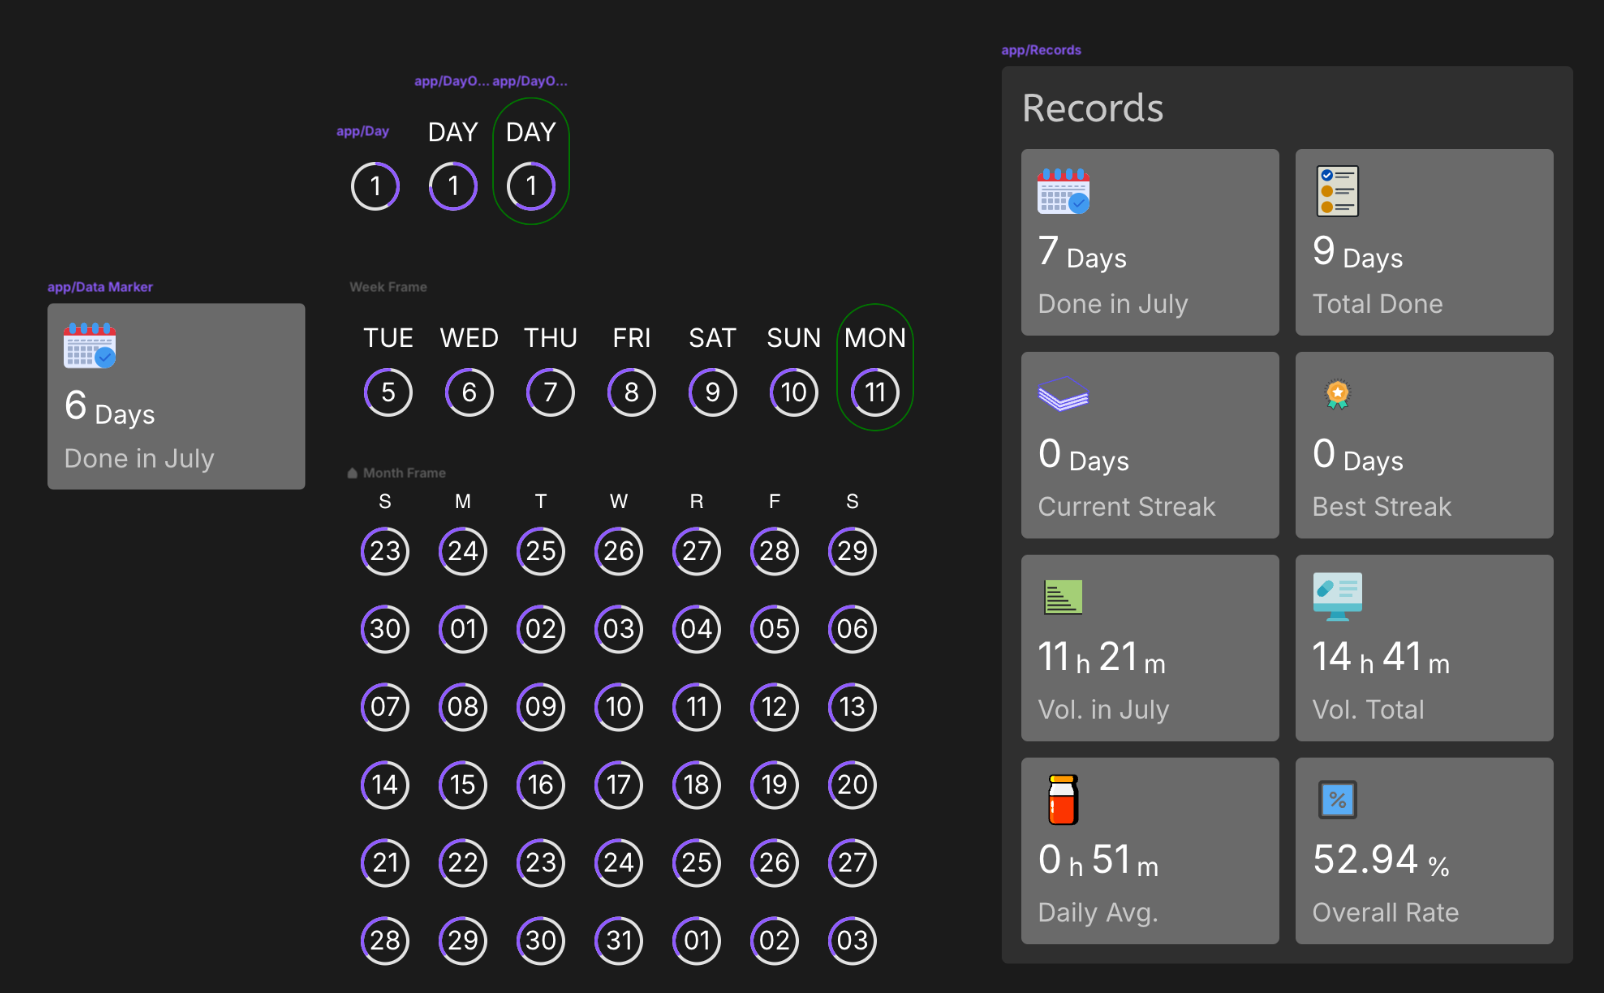 app/DayO... app/DayO...
app/Day
DAY DAY
1 1 1
app/Data Marker
6 Days
Done in July
Week Frame
TUE WED THU FRI SAT SUN MON
5 6 7 8 9 10 11
Month Frame
S M T W R F S
23 24 25 26 27 28 29
30 01 02 03 04 05 06
07 08 09 10 11 12 13
14 15 16 17 18 19 20
21 22 23 24 25 26 27
28 29 30 31 01 02 03
app/Records
Records
7 Days
Done in July
9 Days
Total Done
0 Days
Current Streak
0 Days
Best Streak
11 h 21 m
Vol. in July
14 h 41 m
Vol. Total
0 h 51 m
Daily Avg.
%
52.94 %
Overall Rate